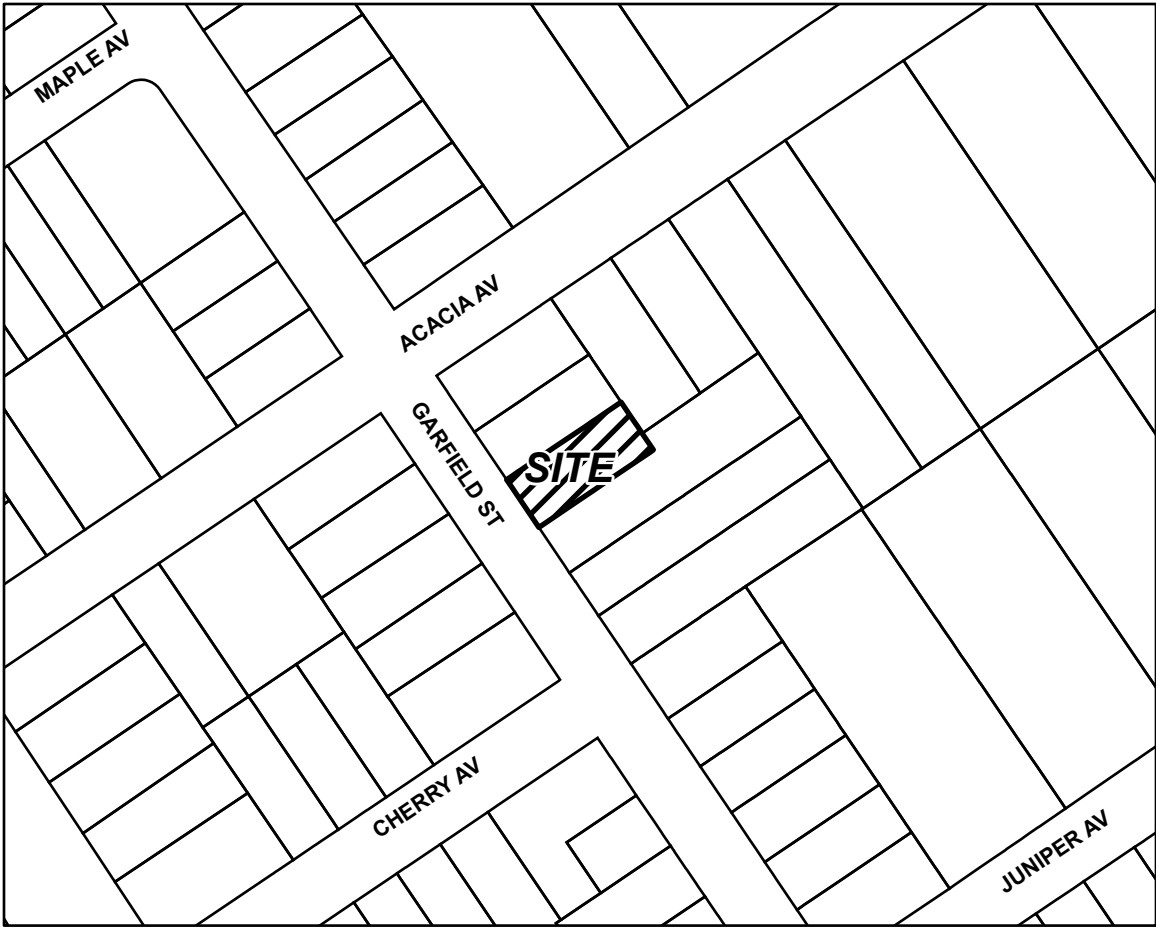 MAPLE AV
ACACIA AV
GARFIELD ST
SITE
CHERRY AV
JUNIPER AV